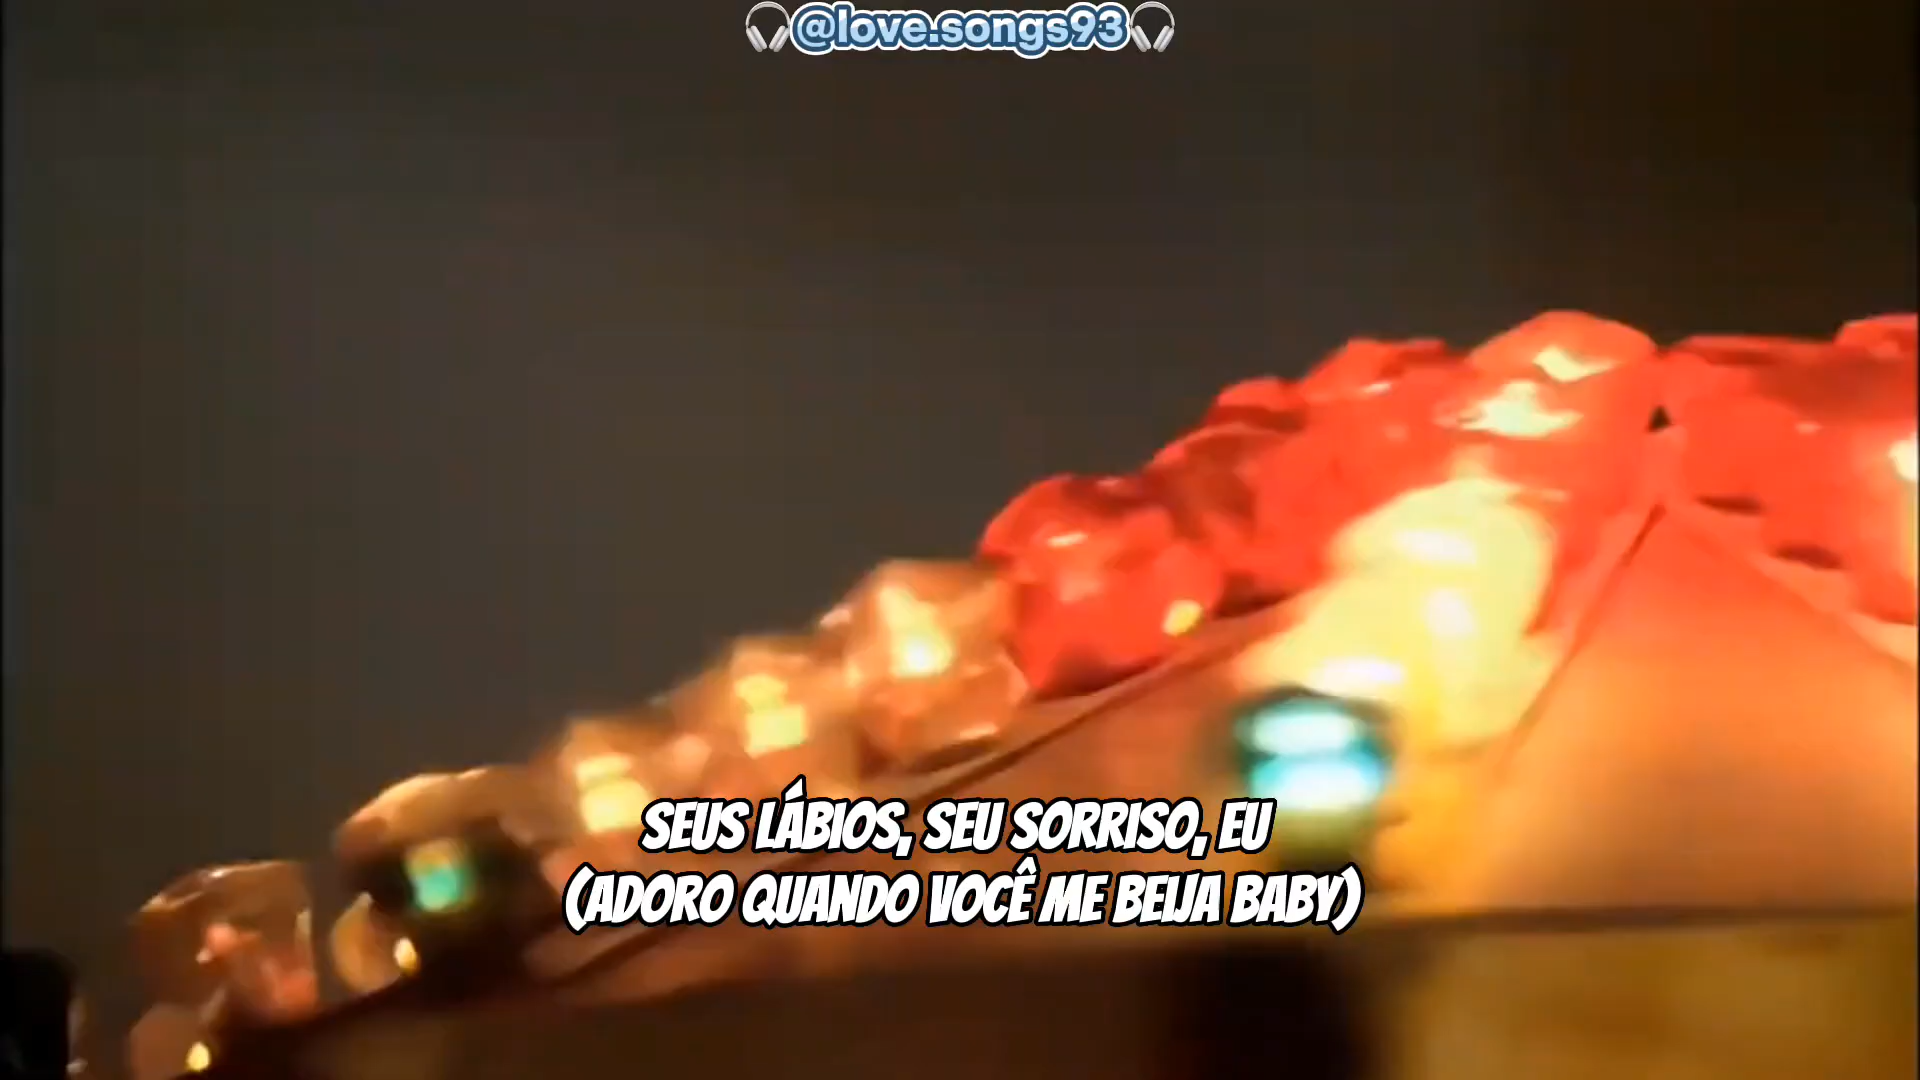 @love.songs93
SEUS LÁBIOS, SEU SORRISO, EU
(ADORO QUANDO VOCÊ ME BEIJA BABY)